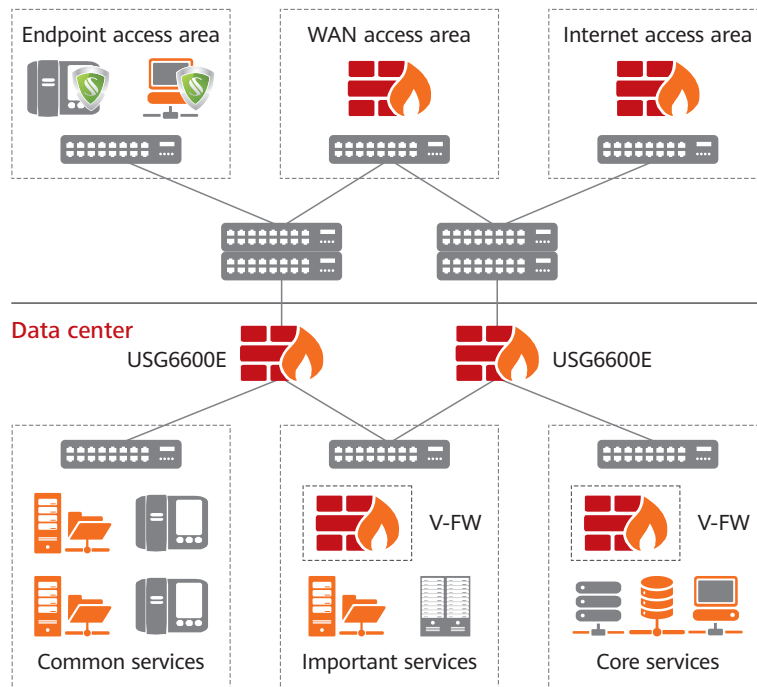 Endpoint access area
WAN access area
Internet access area
Data center
USG6600E
USG6600E
V-FW
V-FW
Common services
Important services
Core services